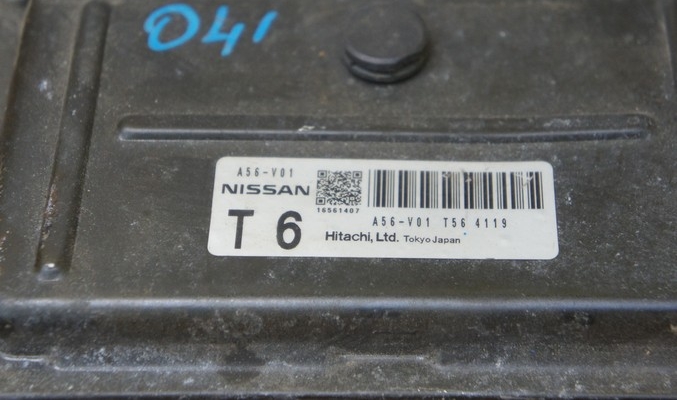 041
A56-V01
NISSAN
16561407
A56-V01 T56 4119
T 6
Hitachi, Ltd. Tokyo Japan